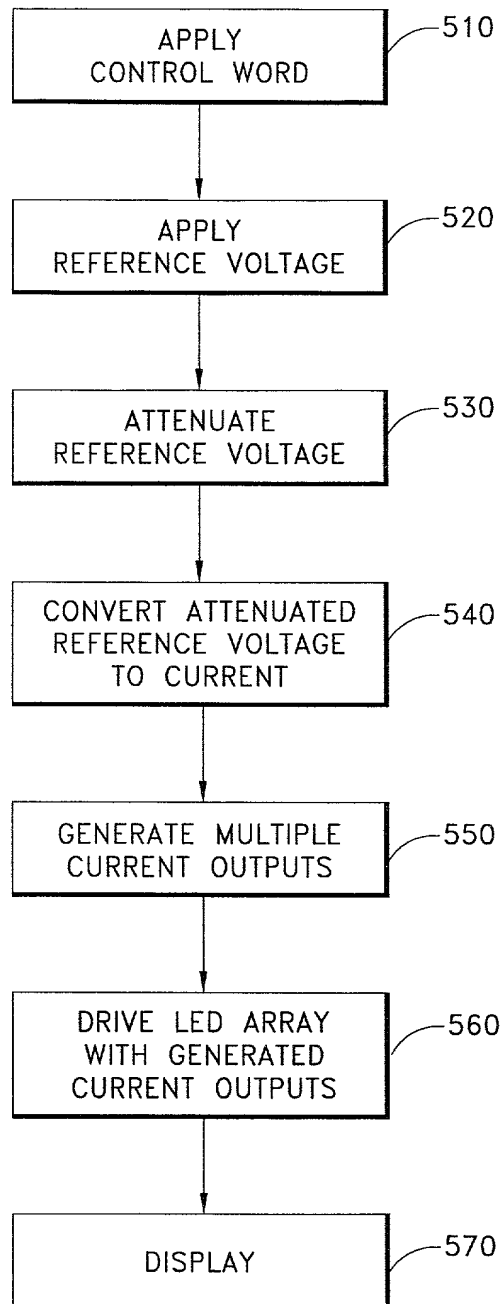 APPLY
CONTROL WORD
510
APPLY
REFERENCE VOLTAGE
520
ATTENUATE
REFERENCE VOLTAGE
530
CONVERT ATTENUATED
REFERENCE VOLTAGE
TO CURRENT
540
GENERATE MULTIPLE
CURRENT OUTPUTS
550
DRIVE LED ARRAY
WITH GENERATED
CURRENT OUTPUTS
560
DISPLAY
570